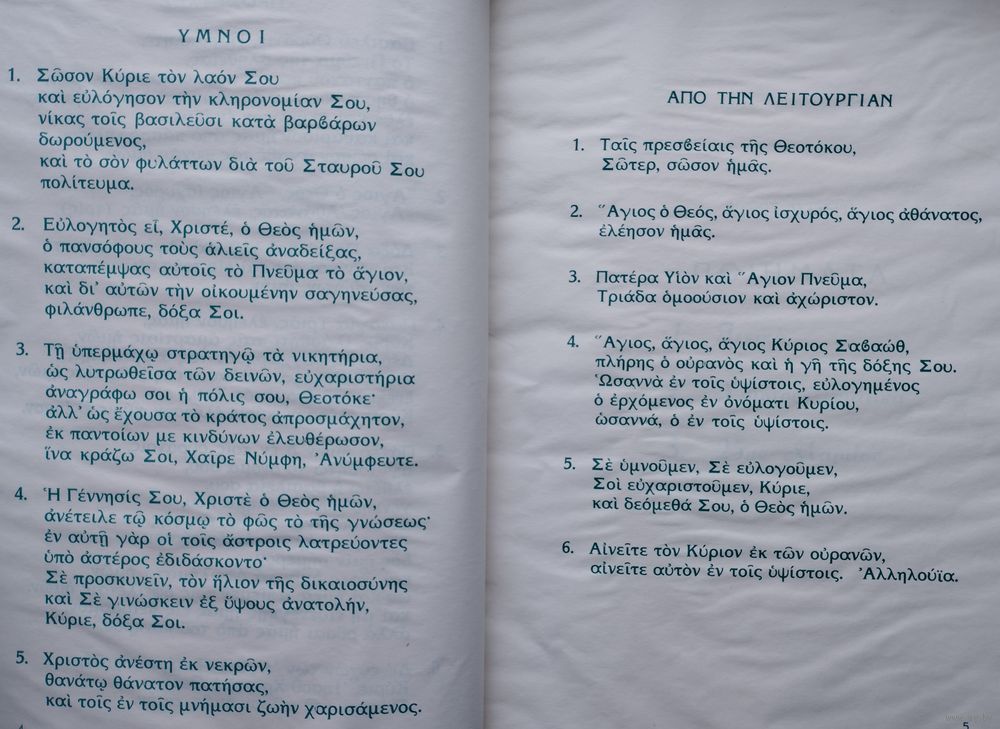 ΥΜΝΟΙ
1. Σῶσον Κύριε τὸν λαόν Σου
καὶ εὐλόγησον τὴν κληρονομίαν Σου,
νίκας τοῖς βασιλεῦσι κατὰ βαρϐάρων
δωρούμενος,
καὶ τὸ σὸν φυλάττων διὰ τοῦ Σταυροῦ Σου
πολίτευμα.
2. Εὐλογητὸς εἶ, Χριστέ, ὁ Θεὸς ἡμῶν,
ὁ πανσόφους τοὺς ἁλιεῖς ἀναδείξας,
καταπέμψας αὐτοῖς τὸ Πνεῦμα τὸ ἅγιον,
καὶ δι' αὐτῶν τὴν οἰκουμένην σαγηνεύσας,
φιλάνθρωπε, δόξα Σοι.
3. Τῇ ὑπερμάχῳ στρατηγῷ τὰ νικητήρια,
ὡς λυτρωθεῖσα τῶν δεινῶν, εὐχαριστήρια
ἀναγράφω σοι ἡ πόλις σου, Θεοτόκε·
ἀλλ' ὡς ἔχουσα τὸ κράτος ἀπροσμάχητον,
ἐκ παντοίων με κινδύνων ἐλευθέρωσον,
ἵνα κράζω Σοι, Χαῖρε Νύμφη, Ἀνύμφευτε.
4. Ἡ Γέννησίς Σου, Χριστὲ ὁ Θεὸς ἡμῶν,
ἀνέτειλε τῷ κόσμῳ τὸ φῶς τὸ τῆς γνώσεως·
ἐν αὐτῇ γὰρ οἱ τοῖς ἄστροις λατρεύοντες
ὑπὸ ἀστέρος ἐδιδάσκοντο·
Σὲ προσκυνεῖν, τὸν ἥλιον τῆς δικαιοσύνης
καὶ Σὲ γινώσκειν ἐξ ὕψους ἀνατολήν,
Κύριε, δόξα Σοι.
5. Χριστὸς ἀνέστη ἐκ νεκρῶν,
θανάτῳ θάνατον πατήσας,
καὶ τοῖς ἐν τοῖς μνήμασι ζωὴν χαρισάμενος.
ΑΠΟ ΤΗΝ ΛΕΙΤΟΥΡΓΙΑΝ
1. Ταῖς πρεσϐείαις τῆς Θεοτόκου,
Σῶτερ, σῶσον ἡμᾶς.
2. Ἅγιος ὁ Θεός, ἅγιος ἰσχυρός, ἅγιος ἀθάνατος,
ἐλέησον ἡμᾶς.
3. Πατέρα Υἱὸν καὶ Ἅγιον Πνεῦμα,
Τριάδα ὁμοούσιον καὶ ἀχώριστον.
4. Ἅγιος, ἅγιος, ἅγιος Κύριος Σαϐαώθ,
πλήρης ὁ οὐρανὸς καὶ ἡ γῆ τῆς δόξης Σου.
Ὡσαννὰ ἐν τοῖς ὑψίστοις, εὐλογημένος
ὁ ἐρχόμενος ἐν ὀνόματι Κυρίου,
ὡσαννά, ὁ ἐν τοῖς ὑψίστοις.
5. Σὲ ὑμνοῦμεν, Σὲ εὐλογοῦμεν,
Σοὶ εὐχαριστοῦμεν, Κύριε,
καὶ δεόμεθά Σου, ὁ Θεὸς ἡμῶν.
6. Αἰνεῖτε τὸν Κύριον ἐκ τῶν οὐρανῶν,
αἰνεῖτε αὐτὸν ἐν τοῖς ὑψίστοις. Ἀλληλούϊα.
5